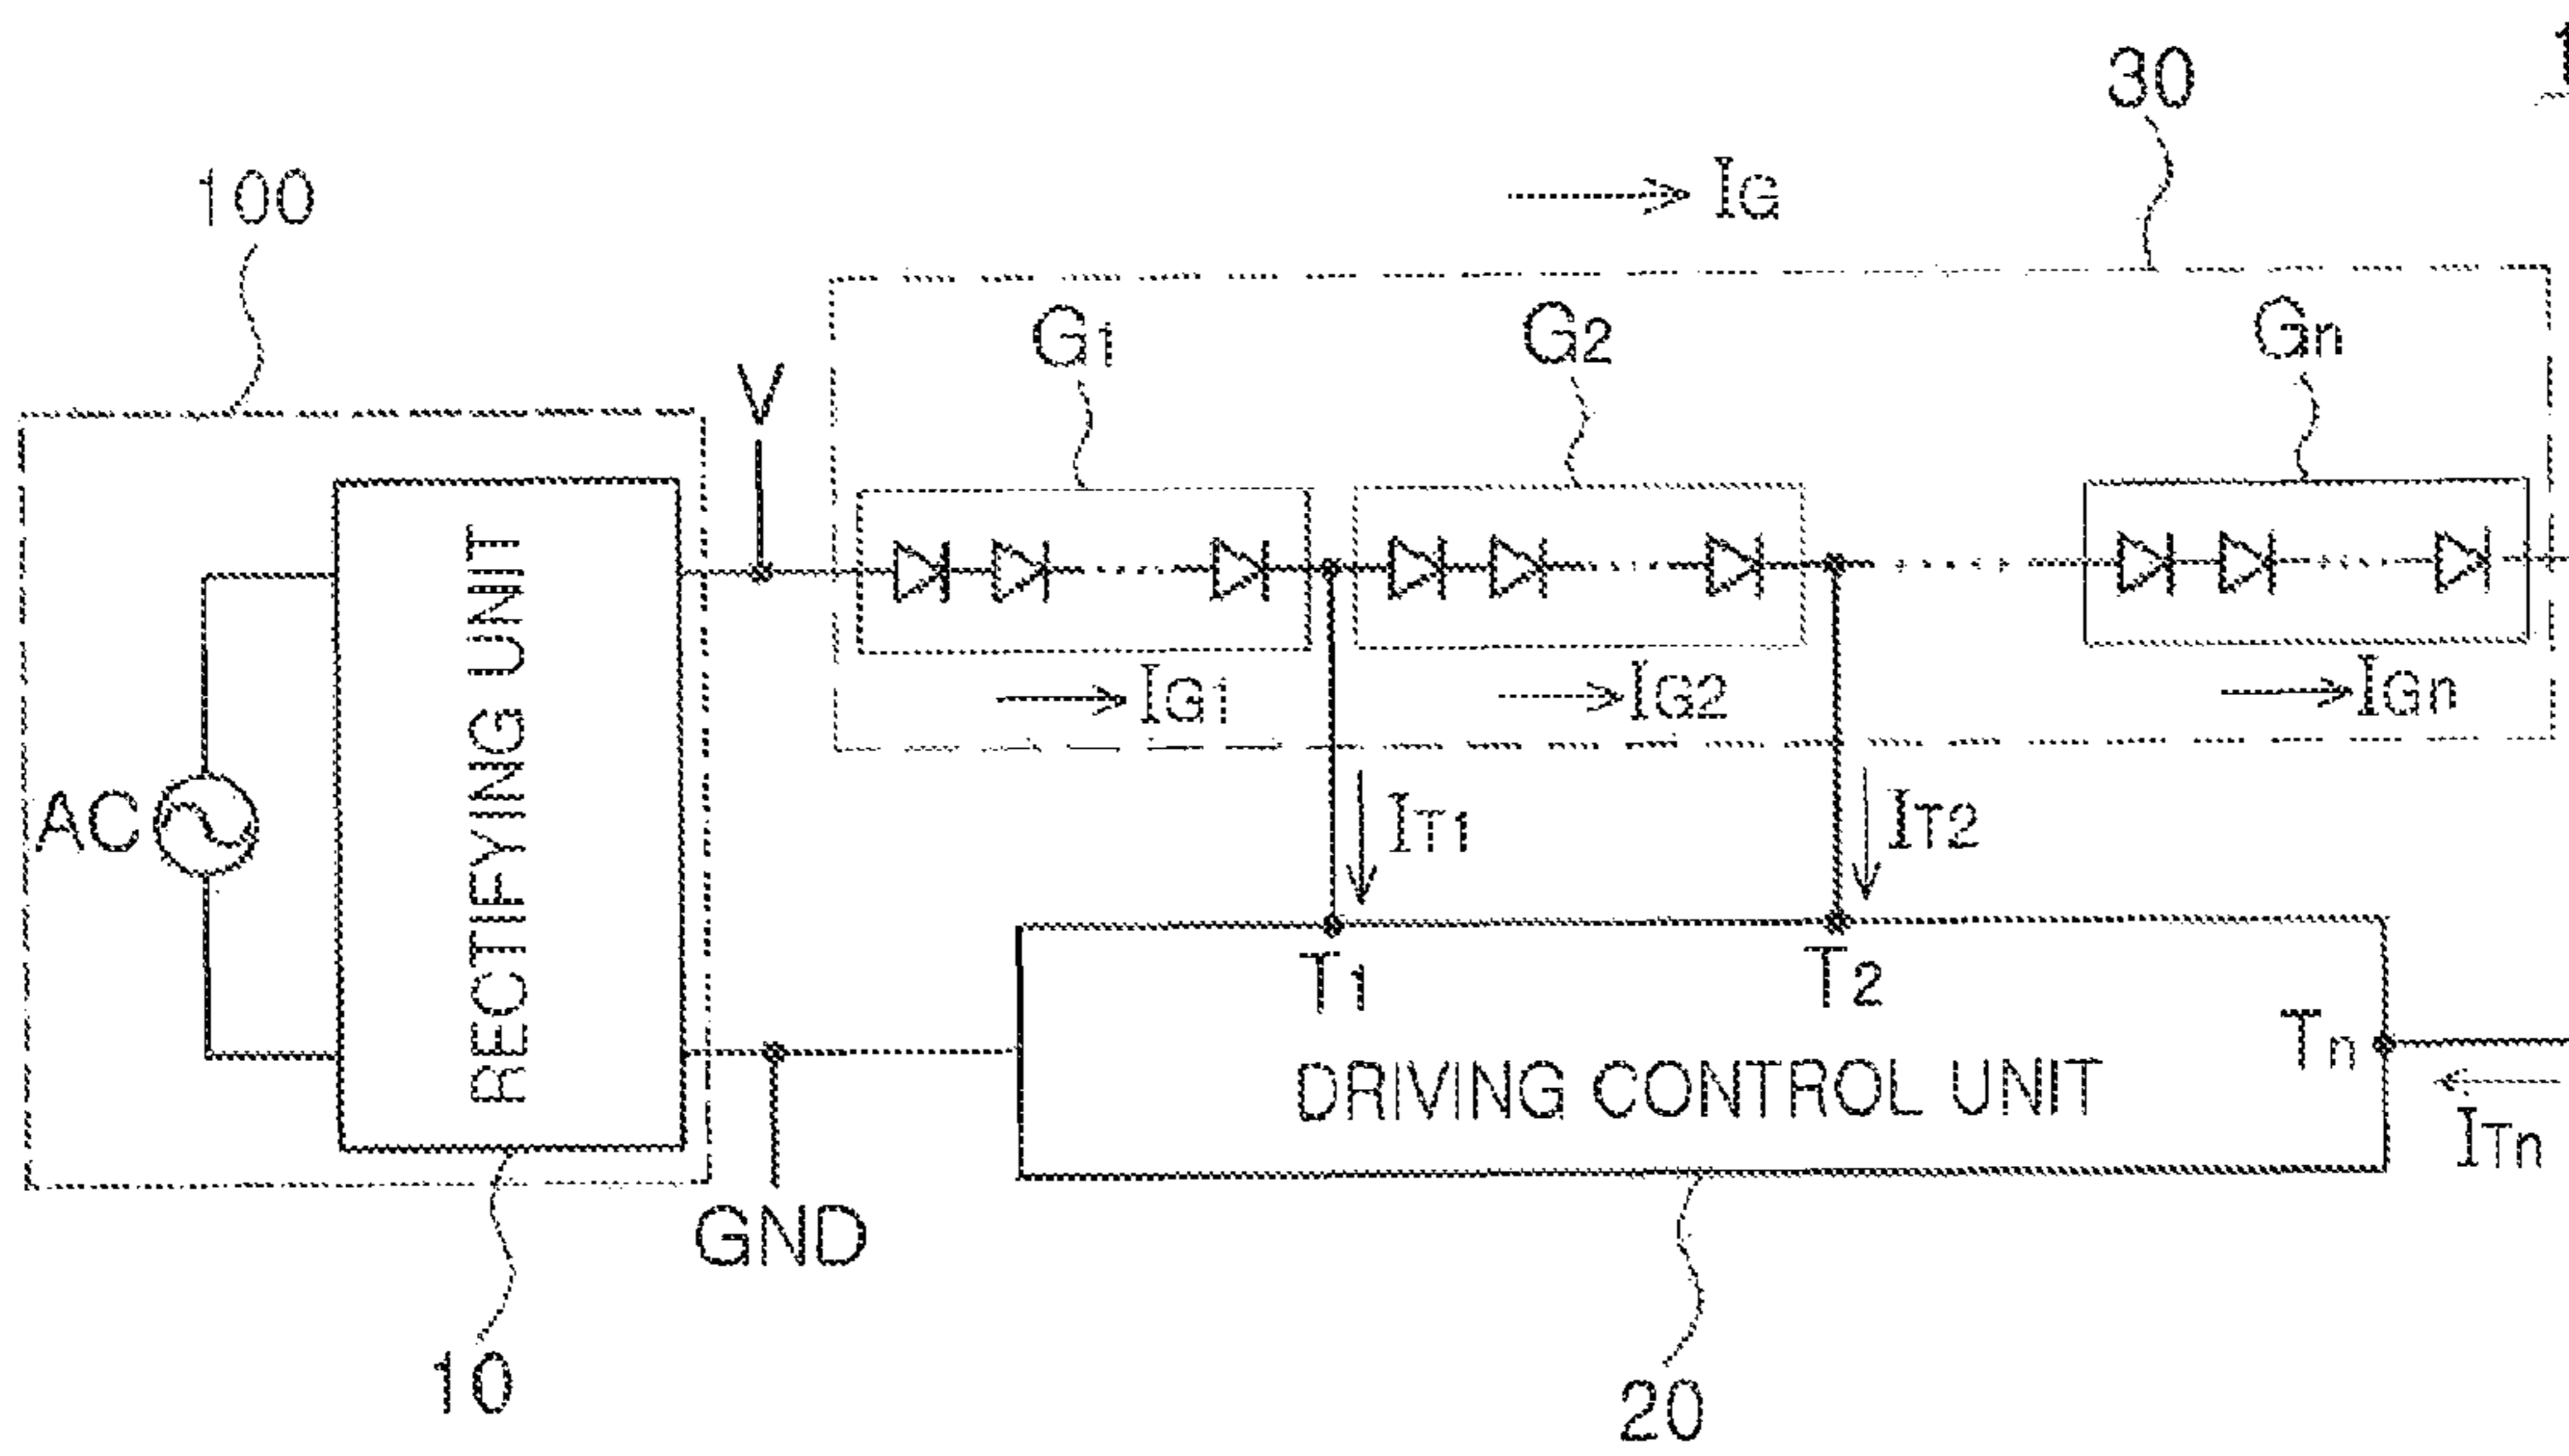 1
30
100
IG
G1
G2
Gn
V
RECTIFYING UNIT
IG1
IG2
IGn
AC
IT1
IT2
T1
T2
Tn
DRIVING CONTROL UNIT
ITn
GND
10
20